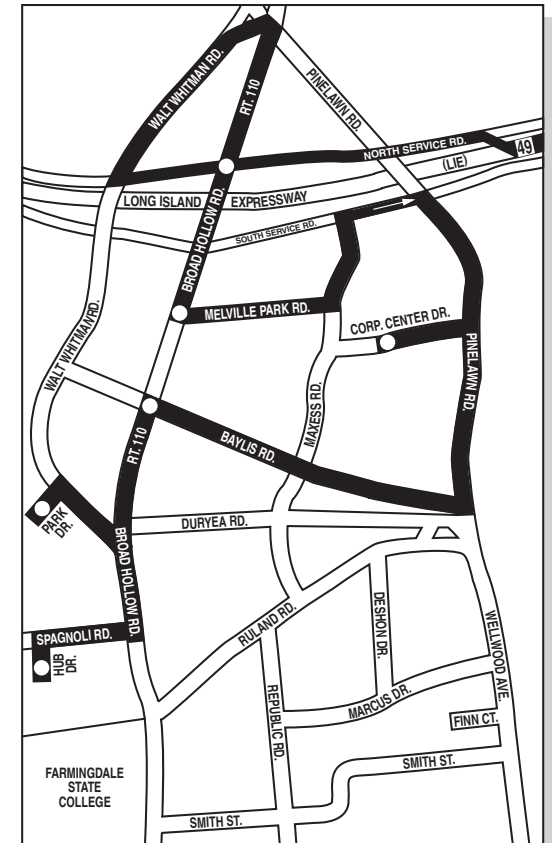 WALT WHITMAN RD.
RT. 110
PINELAWN RD.
NORTH SERVICE RD.
49
(LIE)
LONG ISLAND EXPRESSWAY
BROAD HOLLOW RD.
SOUTH SERVICE RD.
MELVILLE PARK RD.
CORP. CENTER DR.
WALT WHITMAN RD.
PINELAWN RD.
MAXESS RD.
RT. 110
BAYLIS RD.
PARK
DR.
DURYEA RD.
BROAD HOLLOW RD.
RULAND RD.
DESHON DR.
WELLWOOD AVE.
SPAGNOLI RD.
HUB
DR.
REPUBLIC RD.
MARCUS DR.
FINN CT.
SMITH ST.
FARMINGDALE
STATE
COLLEGE
SMITH ST.